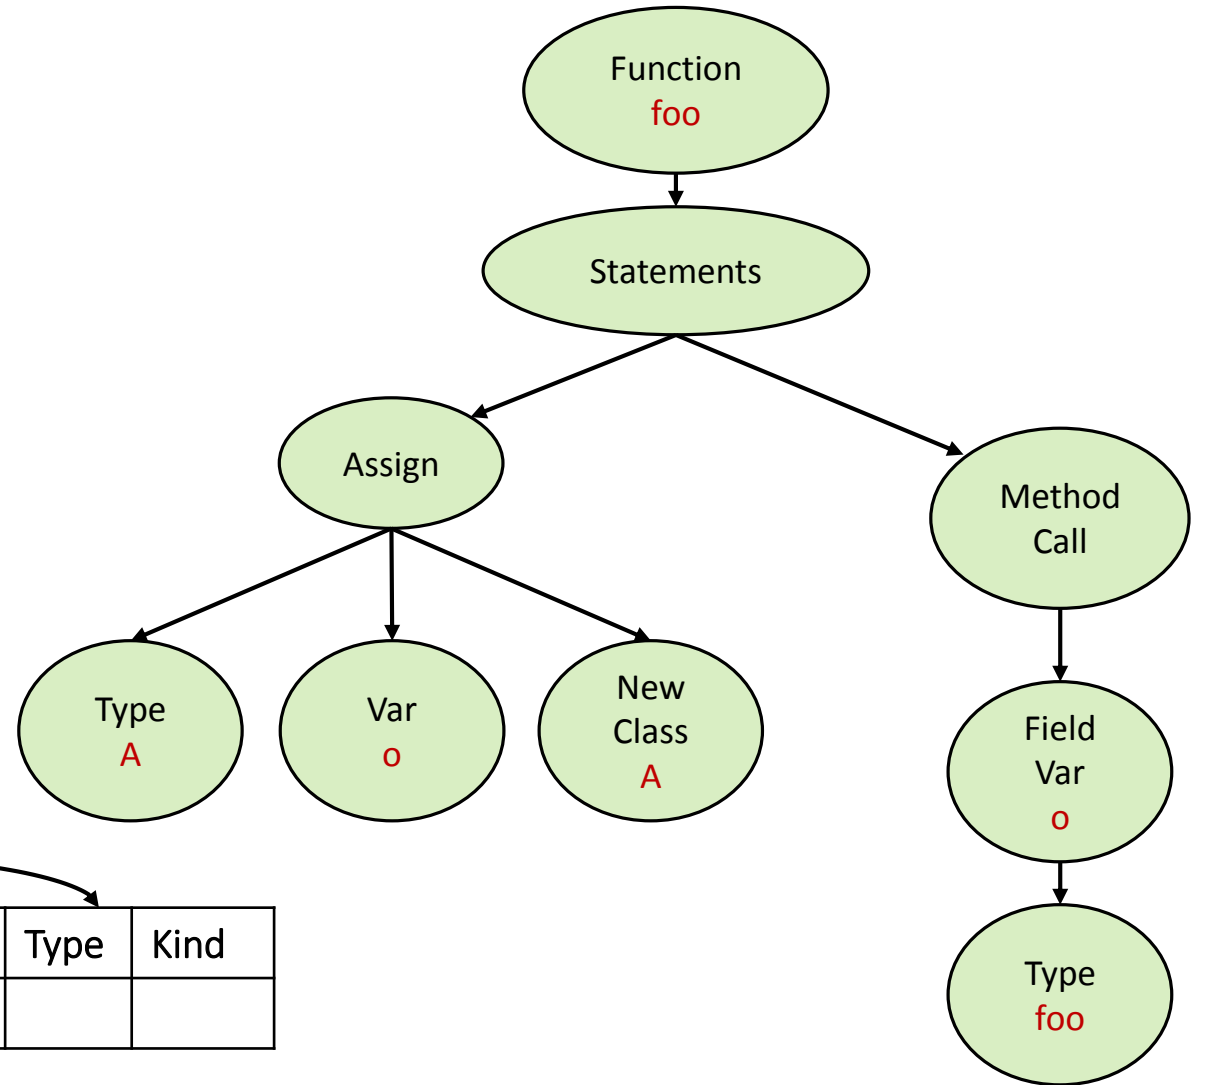 Function
foo
Statements
Assign
Method
Call
Type
A
Var
o
New
Class
A
Field
Var
o
Type Kind
Type
foo